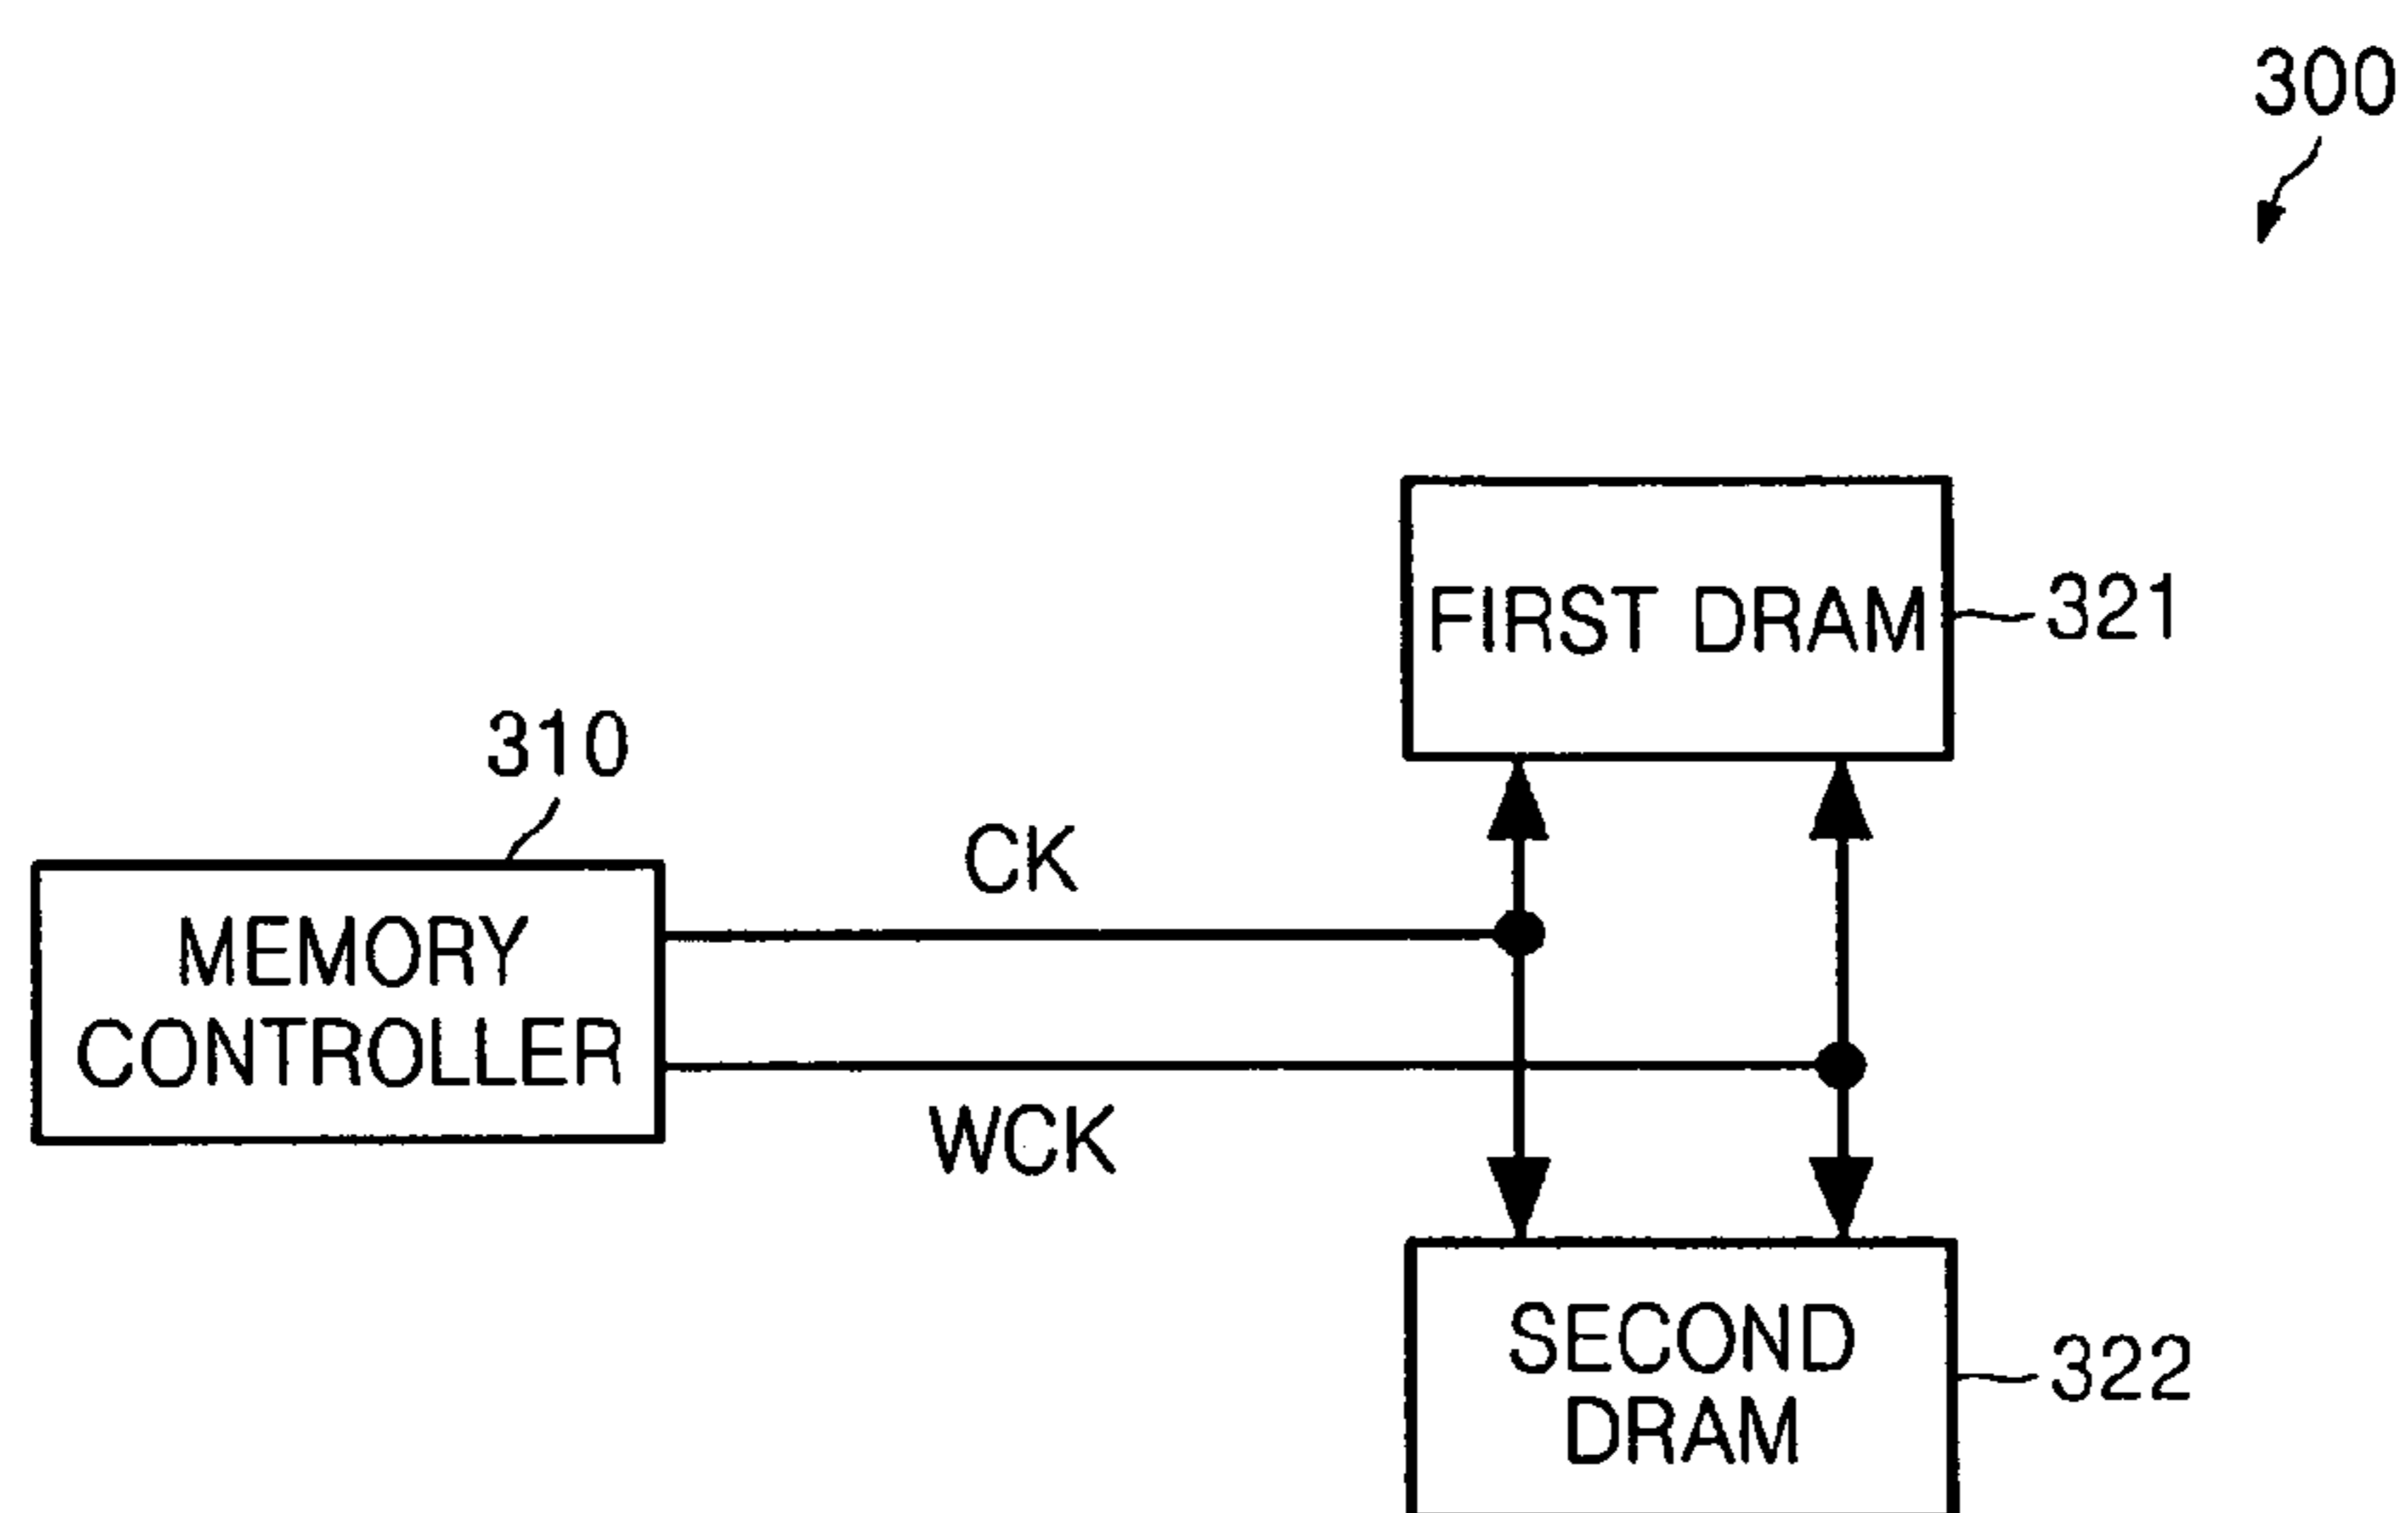 300
FIRST DRAM
321
310
CK
MEMORY
CONTROLLER
WCK
SECOND
DRAM
322